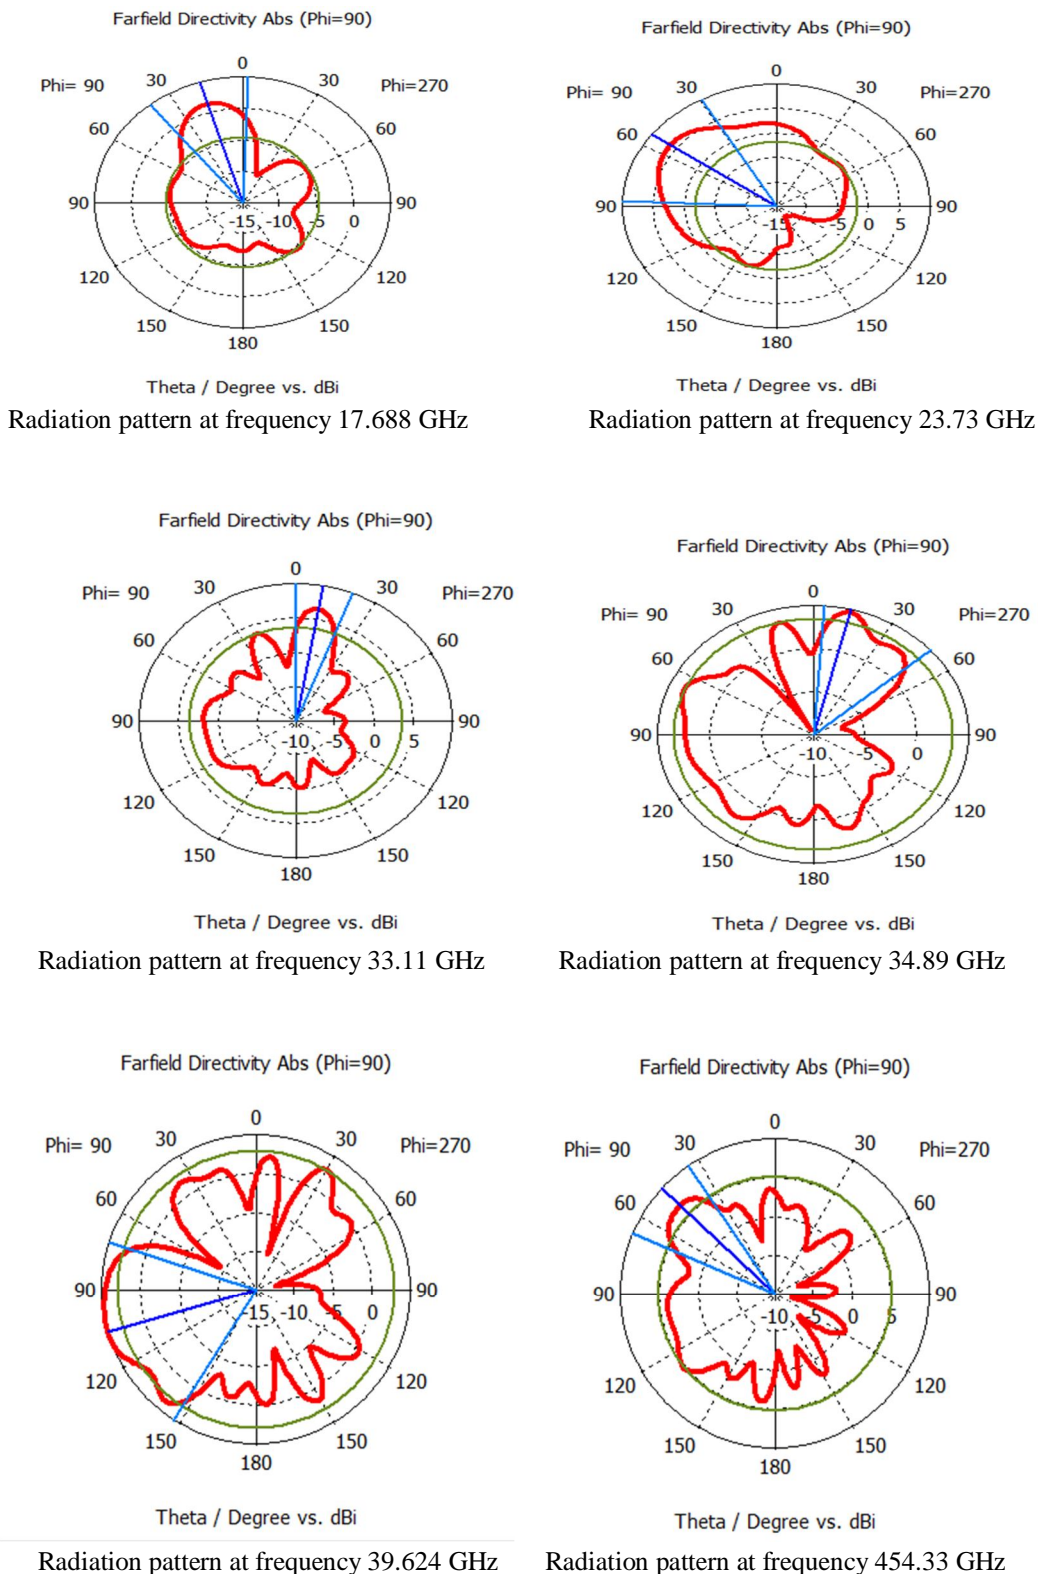 Farfield Directivity Abs (Phi=90)
0
30 30
Phi= 90 Phi=270
60 60
90 90
-15 -10 -5 0
120 120
150 150
180
Theta / Degree vs. dBi
Radiation pattern at frequency 17.688 GHz
Farfield Directivity Abs (Phi=90)
0
30 30
Phi= 90 Phi=270
60 60
90 90
-15 -5 0 5
120 120
150 150
180
Theta / Degree vs. dBi
Radiation pattern at frequency 23.73 GHz
Farfield Directivity Abs (Phi=90)
0
30 30
Phi= 90 Phi=270
60 60
90 90
-10 -5 0 5
120 120
150 150
180
Theta / Degree vs. dBi
Radiation pattern at frequency 33.11 GHz
Farfield Directivity Abs (Phi=90)
0
30 30
Phi= 90 Phi=270
60 60
90 90
-10 -5 0
120 120
150 150
180
Theta / Degree vs. dBi
Radiation pattern at frequency 34.89 GHz
Farfield Directivity Abs (Phi=90)
0
30 30
Phi= 90 Phi=270
60 60
90 90
-15 -10 -5 0
120 120
150 150
180
Theta / Degree vs. dBi
Radiation pattern at frequency 39.624 GHz
Farfield Directivity Abs (Phi=90)
0
30 30
Phi= 90 Phi=270
60 60
90 90
-10 -5 0 5
120 120
150 150
180
Theta / Degree vs. dBi
Radiation pattern at frequency 454.33 GHz